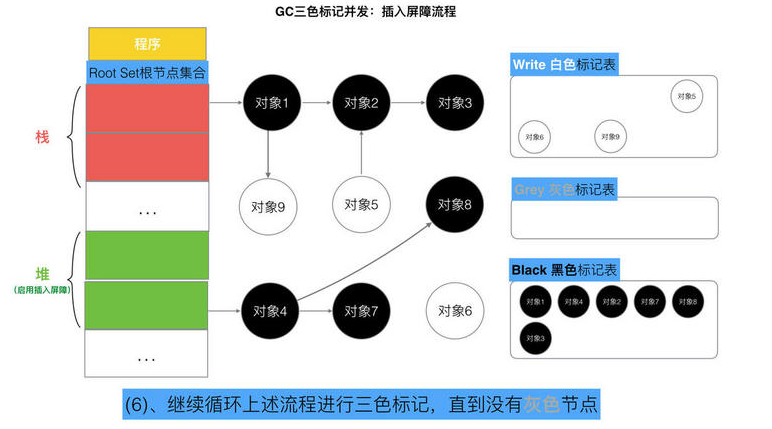 GC三色标记并发：插入屏障流程
程序
Root Set根节点集合
栈
...
堆
(启用插入屏障)
...
对象1
对象2
对象3
对象9
对象5
对象8
对象4
对象7
对象6
Write 白色标记表
对象5
对象6
对象9
Grey 灰色标记表
Black 黑色标记表
对象1
对象4
对象2
对象7
对象8
对象3
(6)、继续循环上述流程进行三色标记，直到没有灰色节点